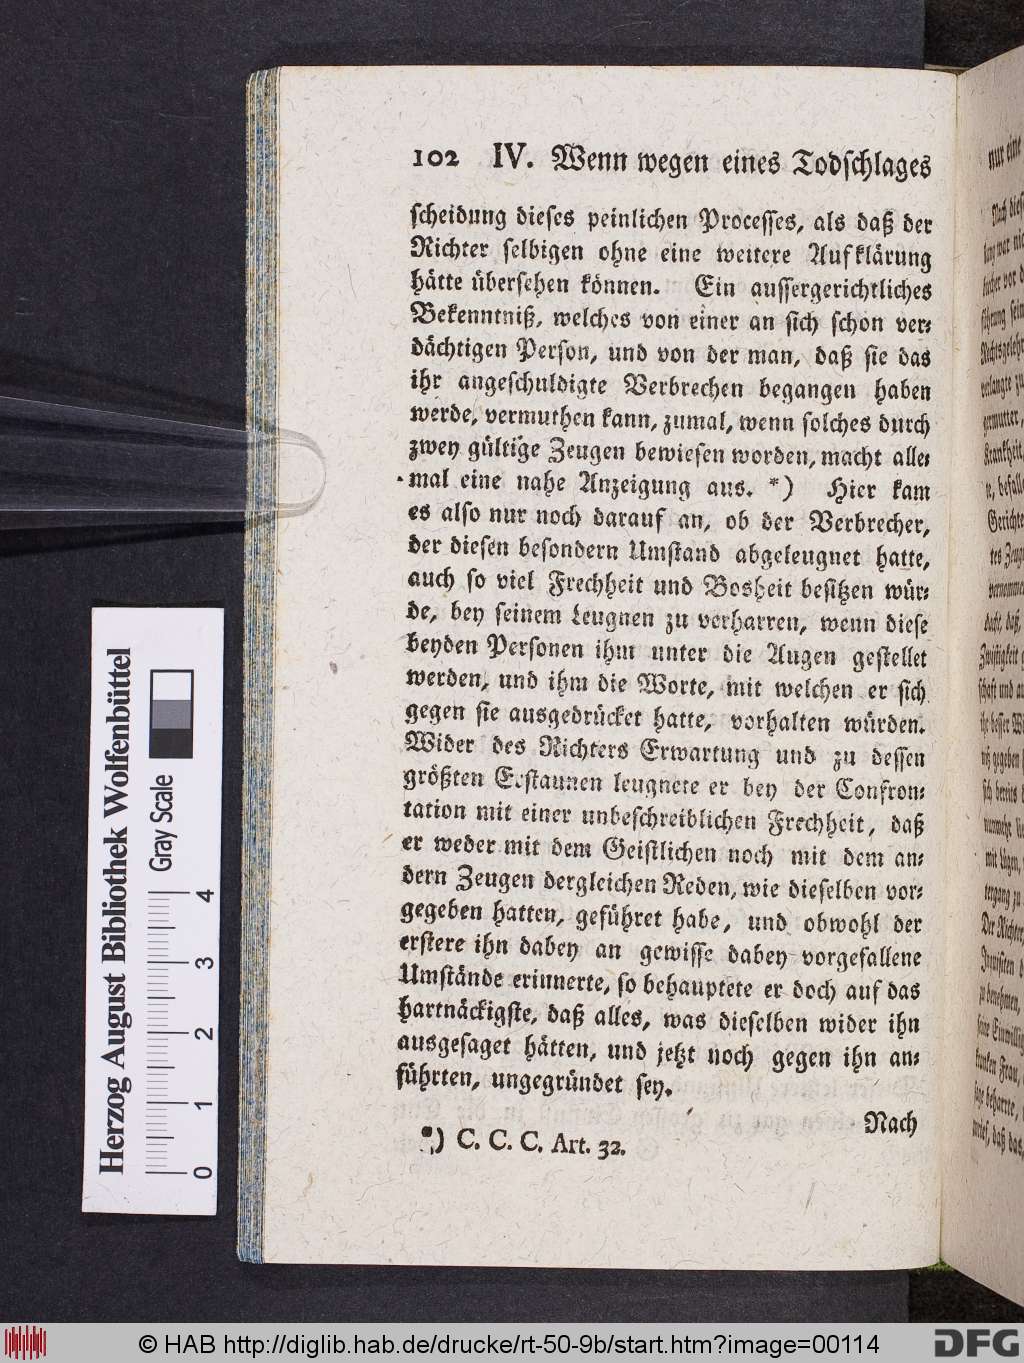 102 IV. Wenn wegen eines Todſchlages
ſcheidung dieſes peinlichen Proceſſes, als daß der
Richter ſelbigen ohne eine weitere Aufklärung
hätte überſehen können. Ein auſſergerichtliches
Bekenntniß, welches von einer an ſich ſchon ver⸗
dächtigen Perſon, und von der man, daß ſie das
ihr angeſchuldigte Verbrechen begangen haben
werde, vermuthen kann, zumal, wenn ſolches durch
zwey gültige Zeugen bewieſen worden, macht alle⸗
mal eine nahe Anzeigung aus. *) Hier kam
es alſo nur noch darauf an, ob der Verbrecher,
der dieſen beſondern Umſtand abgeleugnet hatte,
auch ſo viel Frechheit und Bosheit beſitzen wür⸗
de, bey ſeinem Leugnen zu verharren, wenn dieſe
beyden Perſonen ihm unter die Augen geſtellet
werden, und ihm die Worte, mit welchen er ſich
gegen ſie ausgedrücket hatte, vorhalten würden.
Wider des Richters Erwartung und zu deſſen
größten Erſtaunen leugnete er bey der Confron⸗
tation mit einer unbeſchreiblichen Frechheit, daß
er weder mit dem Geiſtlichen noch mit dem an⸗
dern Zeugen dergleichen Reden, wie dieſelben vor⸗
gegeben hatten, geführet habe, und obwohl der
erſtere ihn dabey an gewiſſe dabey vorgefallene
Umſtände erinnerte, ſo behauptete er doch auf das
hartnäckigſte, daß alles, was dieſelben wider ihn
ausgeſaget hätten, und jetzt noch gegen ihn an⸗
führten, ungegründet ſey.
Nach
*) C. C. C. Art. 32.
Herzog August Bibliothek Wolfenbüttel
Gray Scale
0 1 2 3 4
© HAB http://diglib.hab.de/drucke/rt-50-9b/start.htm?image=00114
DFG